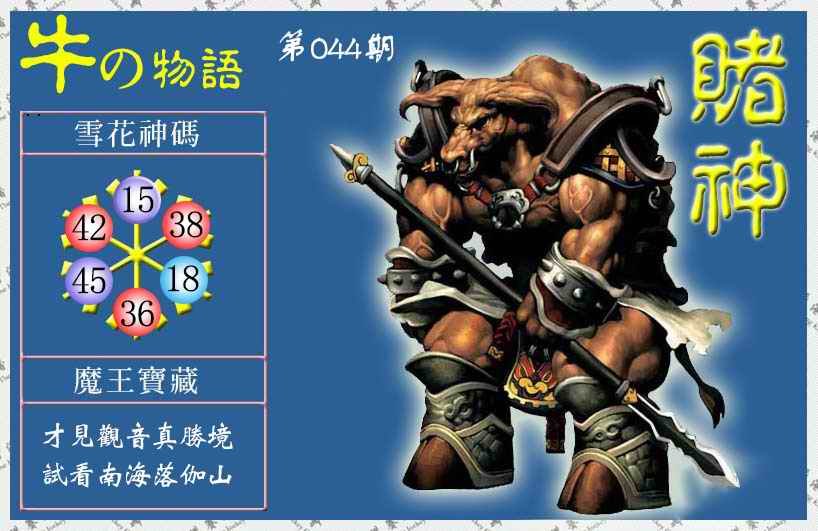 牛の物語
第044期
賭神
雪花神碼
15
42
38
45
18
36
魔王寶藏
才見觀音真勝境
試看南海落伽山